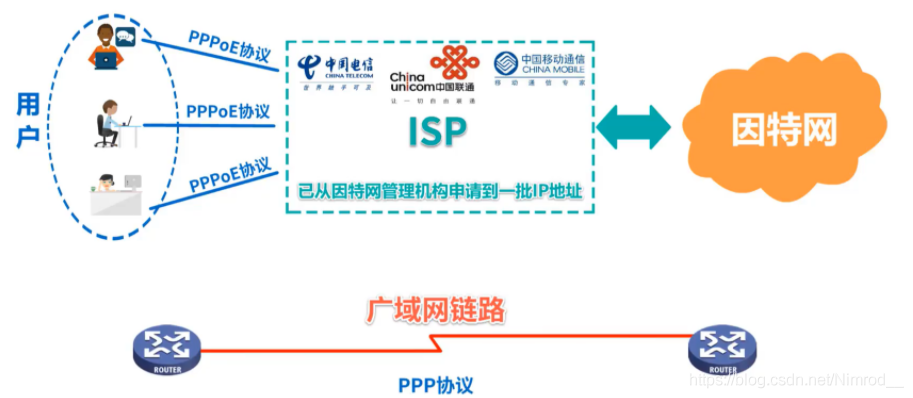 用户
PPPoE协议
PPPoE协议
PPPoE协议
中国电信
CHINA TELECOM
世界触手可及
China
unicom中国联通
让一切自由联通
中国移动通信
CHINA MOBILE
移动通信专家
ISP
已从因特网管理机构申请到一批IP地址
因特网
广域网链路
ROUTER
ROUTER
PPP协议
https://blog.csdn.net/Nimrod__